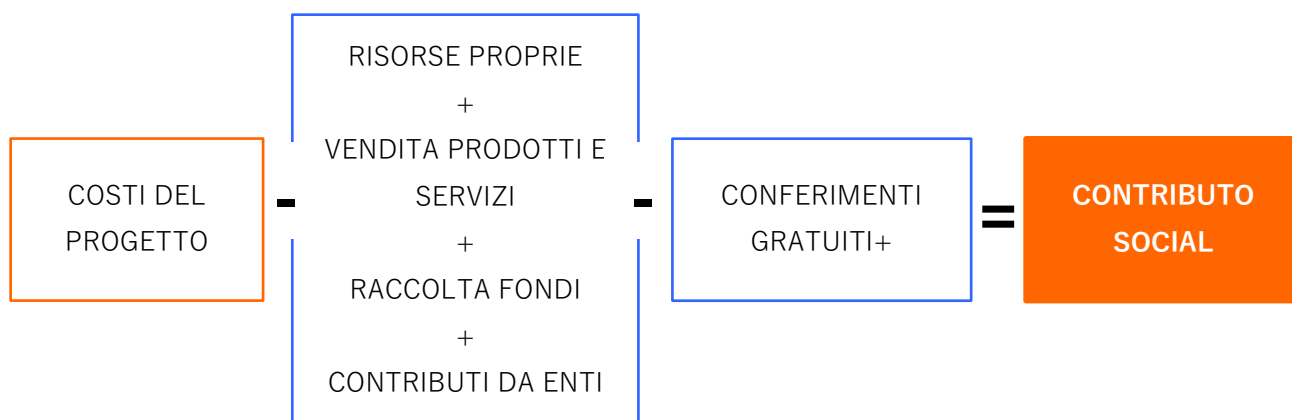 COSTI DEL
PROGETTO
-
RISORSE PROPRIE
+
VENDITA PRODOTTI E
SERVIZI
+
RACCOLTA FONDI
+
CONTRIBUTI DA ENTI
-
CONFERIMENTI
GRATUITI+
=
CONTRIBUTO
SOCIAL